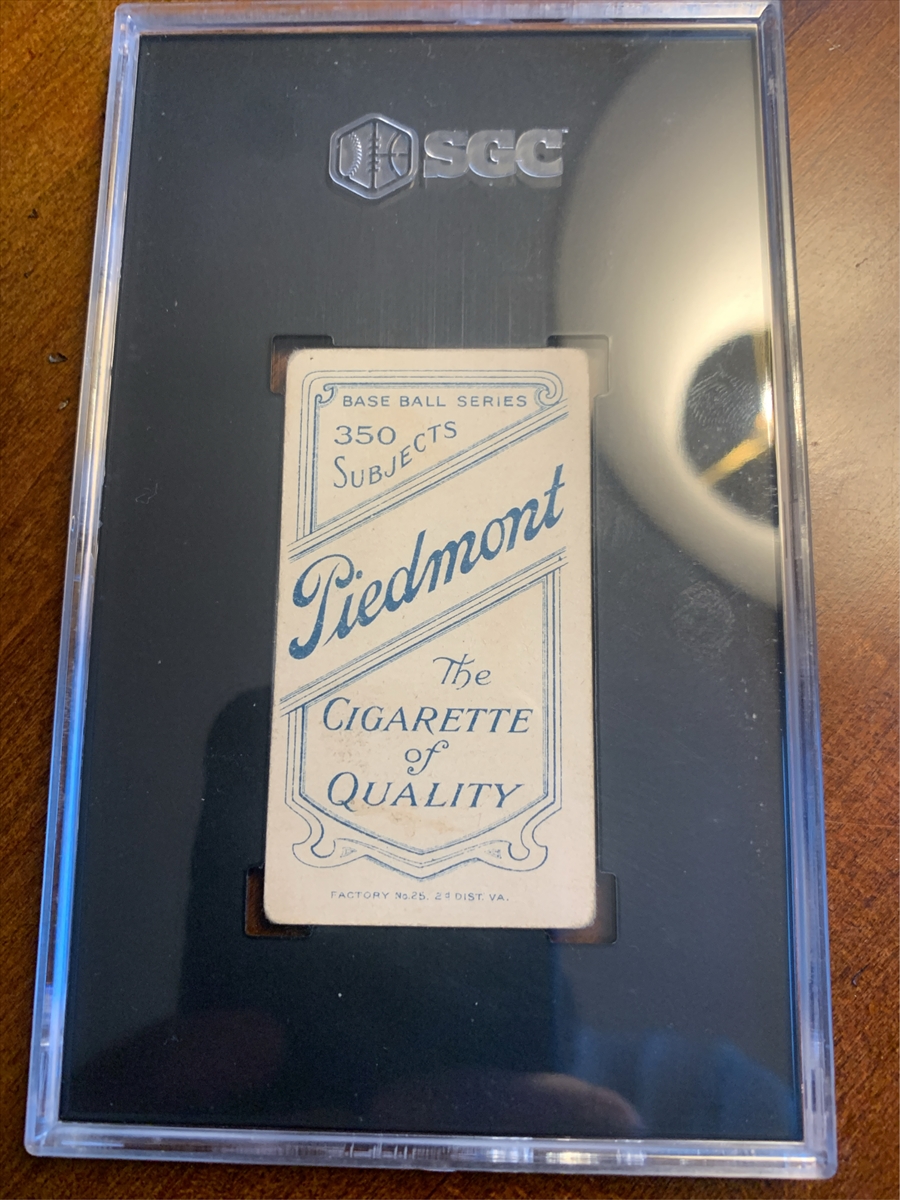 SGC
BASE BALL SERIES
350
SUBJECTS
Piedmont
The
CIGARETTE
of
QUALITY
FACTORY No.25. 2d DIST. VA.